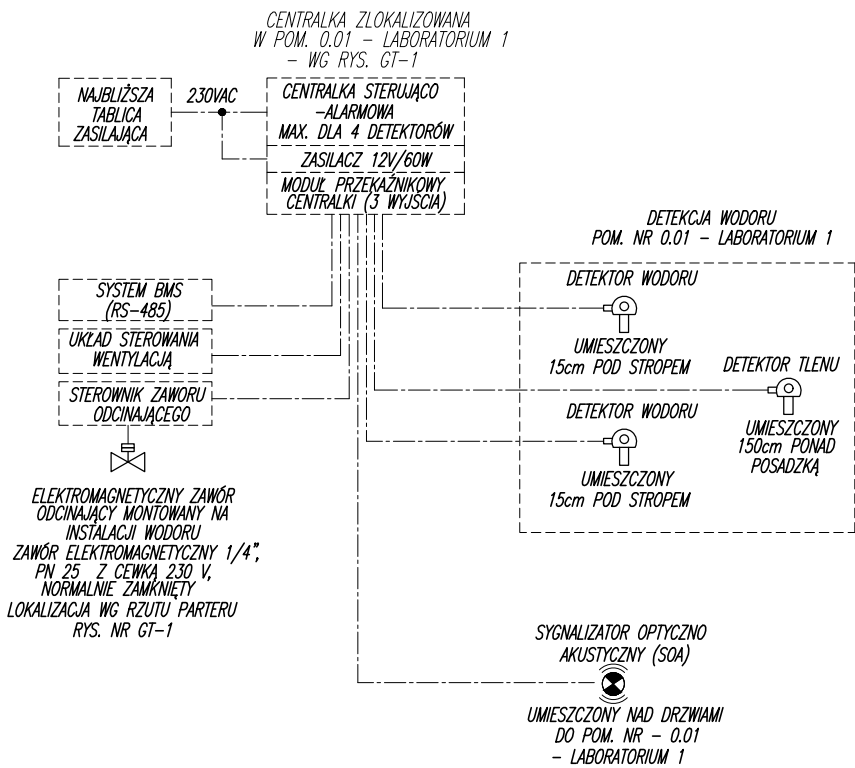 CENTRALKA ZLOKALIZOWANA
W POM. 0.01 – LABORATORIUM 1
– WG RYS. GT–1
NAJBLIŻSZA
TABLICA
ZASILAJĄCA
230VAC
CENTRALKA STERUJĄCO
–ALARMOWA
MAX. DLA 4 DETEKTORÓW
ZASILACZ 12V/60W
MODUŁ PRZEKAŹNIKOWY
CENTRALKI (3 WYJŚCIA)
DETEKCJA WODORU
POM. NR 0.01 – LABORATORIUM 1
SYSTEM BMS
(RS–485)
UKŁAD STEROWANIA
WENTYLACJĄ
STEROWNIK ZAWORU
ODCINAJĄCEGO
DETEKTOR WODORU
UMIESZCZONY
15cm POD STROPEM
DETEKTOR TLENU
UMIESZCZONY
150cm PONAD
POSADZKĄ
DETEKTOR WODORU
UMIESZCZONY
15cm POD STROPEM
ELEKTROMAGNETYCZNY ZAWÓR
ODCINAJĄCY MONTOWANY NA
INSTALACJI WODORU
ZAWÓR ELEKTROMAGNETYCZNY 1/4",
PN 25 Z CEWKĄ 230 V,
NORMALNIE ZAMKNIĘTY
LOKALIZACJA WG RZUTU PARTERU
RYS. NR GT–1
SYGNALIZATOR OPTYCZNO
AKUSTYCZNY (SOA)
UMIESZCZONY NAD DRZWIAMI
DO POM. NR – 0.01
– LABORATORIUM 1